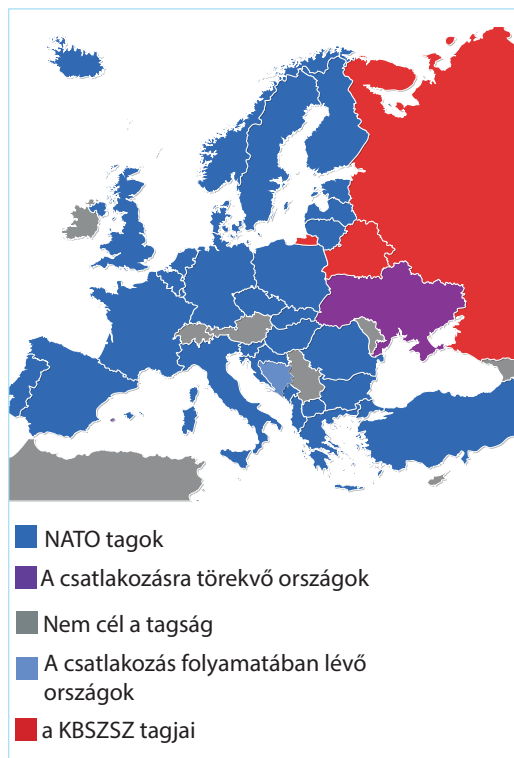 NATO tagok
A csatlakozásra törekvő országok
Nem cél a tagság
A csatlakozás folyamatában lévő
országok
a KBSZSZ tagjai